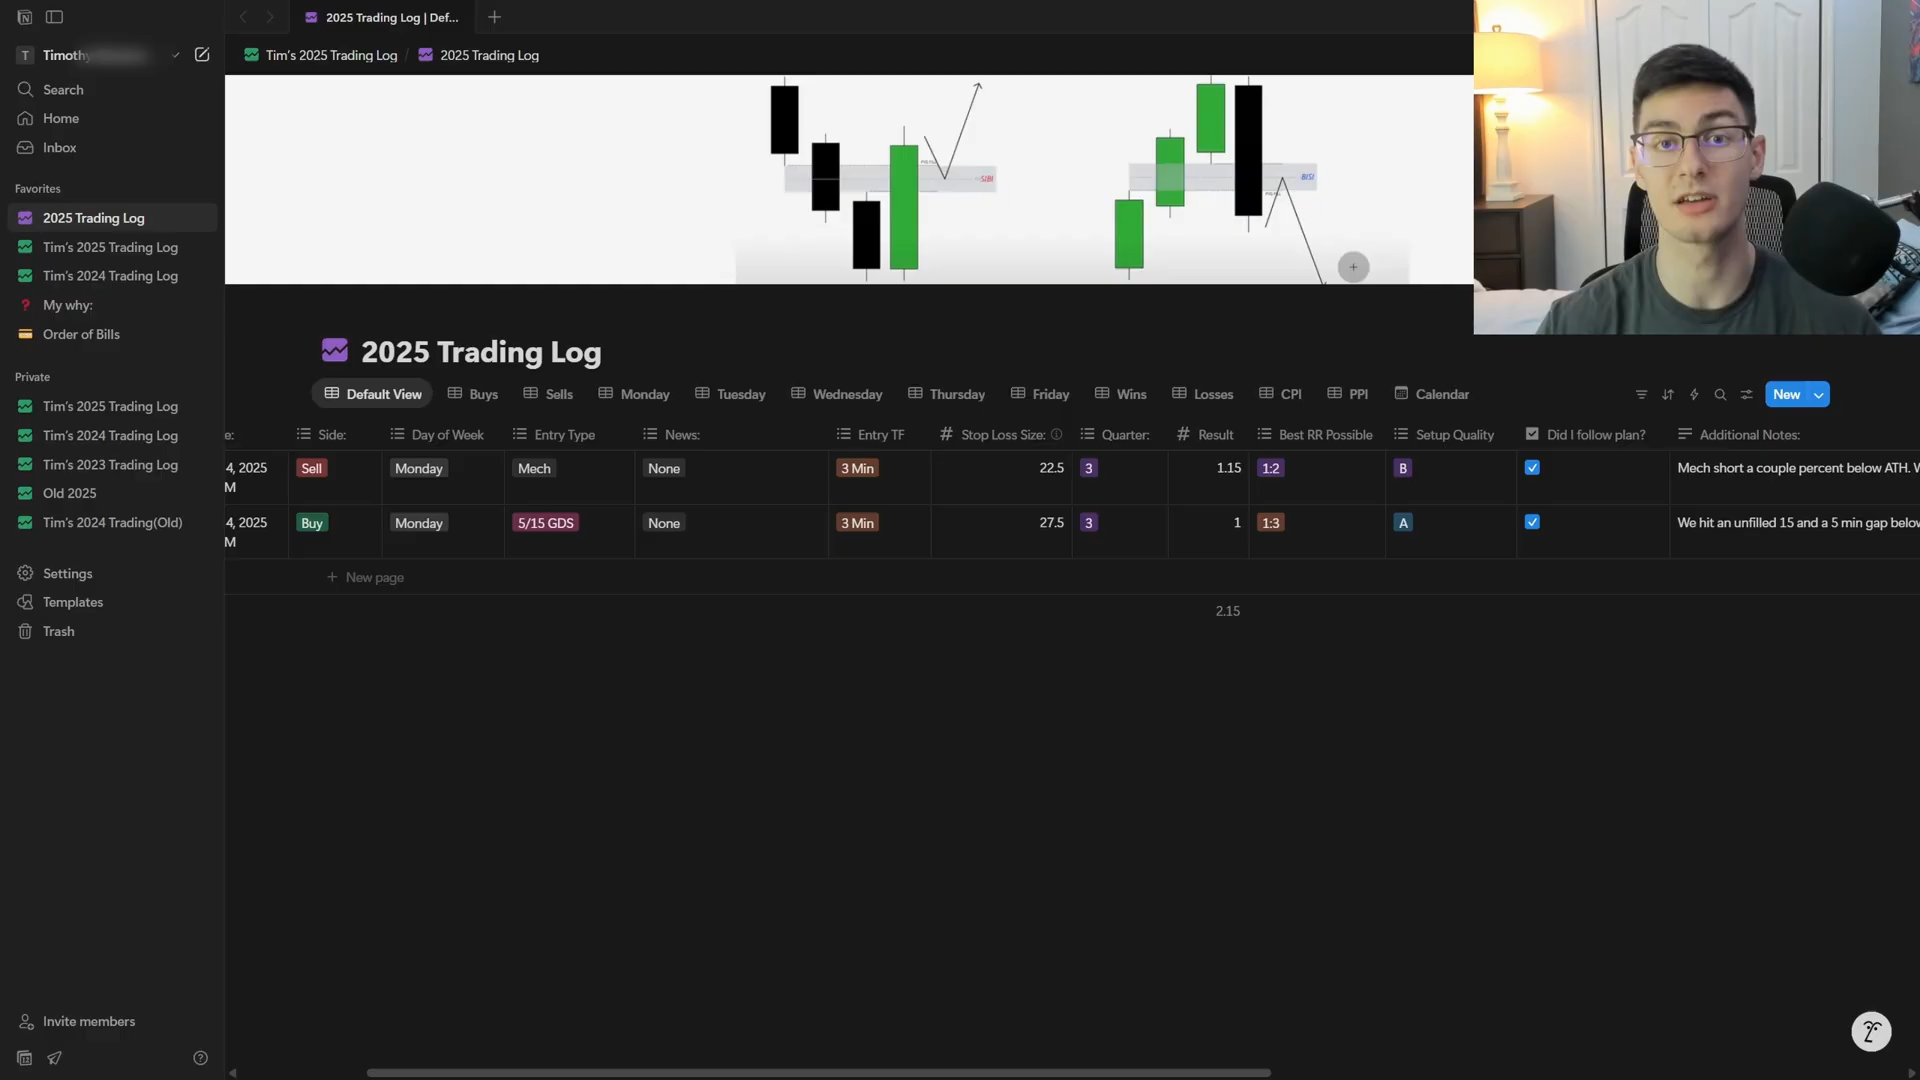 2025 Trading Log | Def...
T Timothy
Tim's 2025 Trading Log / 2025 Trading Log
Search
Home
Inbox
Favorites
2025 Trading Log
Tim's 2025 Trading Log
Tim's 2024 Trading Log
? My why:
Order of Bills
Private
Tim's 2025 Trading Log
Tim's 2024 Trading Log
Tim's 2023 Trading Log
Old 2025
Tim's 2024 Trading(Old)
Settings
Templates
Trash
Invite members
12
SIBI
BISI
2025 Trading Log
Default View Buys Sells Monday Tuesday Wednesday Thursday Friday Wins Losses CPI PPI Calendar New
e: Side: Day of Week Entry Type News: Entry TF # Stop Loss Size: Quarter: # Result Best RR Possible Setup Quality Did I follow plan? Additional Notes:
4, 2025 Sell Monday Mech None 3 Min 22.5 3 1.15 1:2 B Mech short a couple percent below ATH. W
M
4, 2025 Buy Monday 5/15 GDS None 3 Min 27.5 3 1 1:3 A We hit an unfilled 15 and a 5 min gap below
M
+ New page
2.15